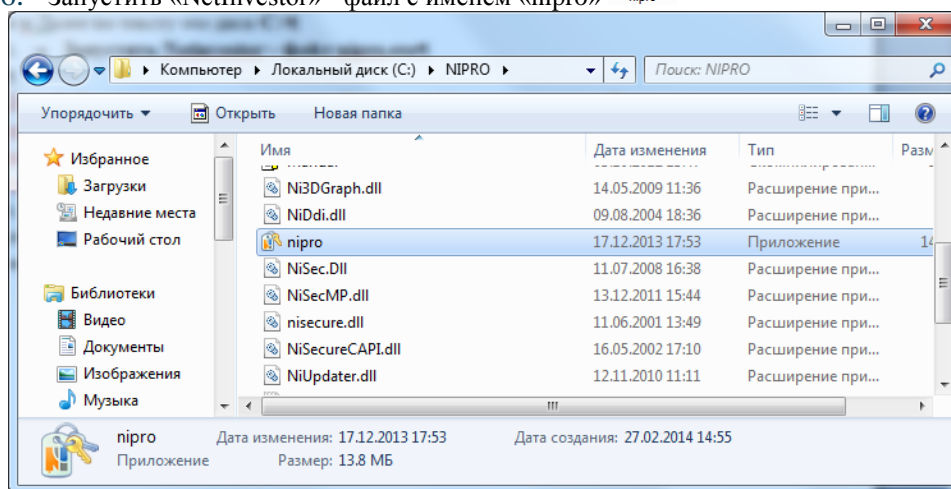 6. Запустить «NetInvestor» - файл с именем «nipro»
Компьютер Локальный диск (C:) NIPRO Поиск: NIPRO
Упорядочить Открыть Новая папка
Имя Дата изменения Тип Разм
Избранное
Загрузки
Недавние места
Рабочий стол
Библиотеки
Видео
Документы
Изображения
Музыка
Ni3DGraph.dll 14.05.2009 11:36 Расширение при...
NiDdi.dll 09.08.2004 18:36 Расширение при...
nipro 17.12.2013 17:53 Приложение 14
NiSec.Dll 11.07.2008 16:38 Расширение при...
NiSecMP.dll 13.12.2011 15:44 Расширение при...
nisecure.dll 11.06.2001 13:49 Расширение при...
NiSecureCAPI.dll 16.05.2002 17:10 Расширение при...
NiUpdater.dll 12.11.2010 11:11 Расширение при...
nipro Дата изменения: 17.12.2013 17:53 Дата создания: 27.02.2014 14:55
Приложение Размер: 13.8 МБ